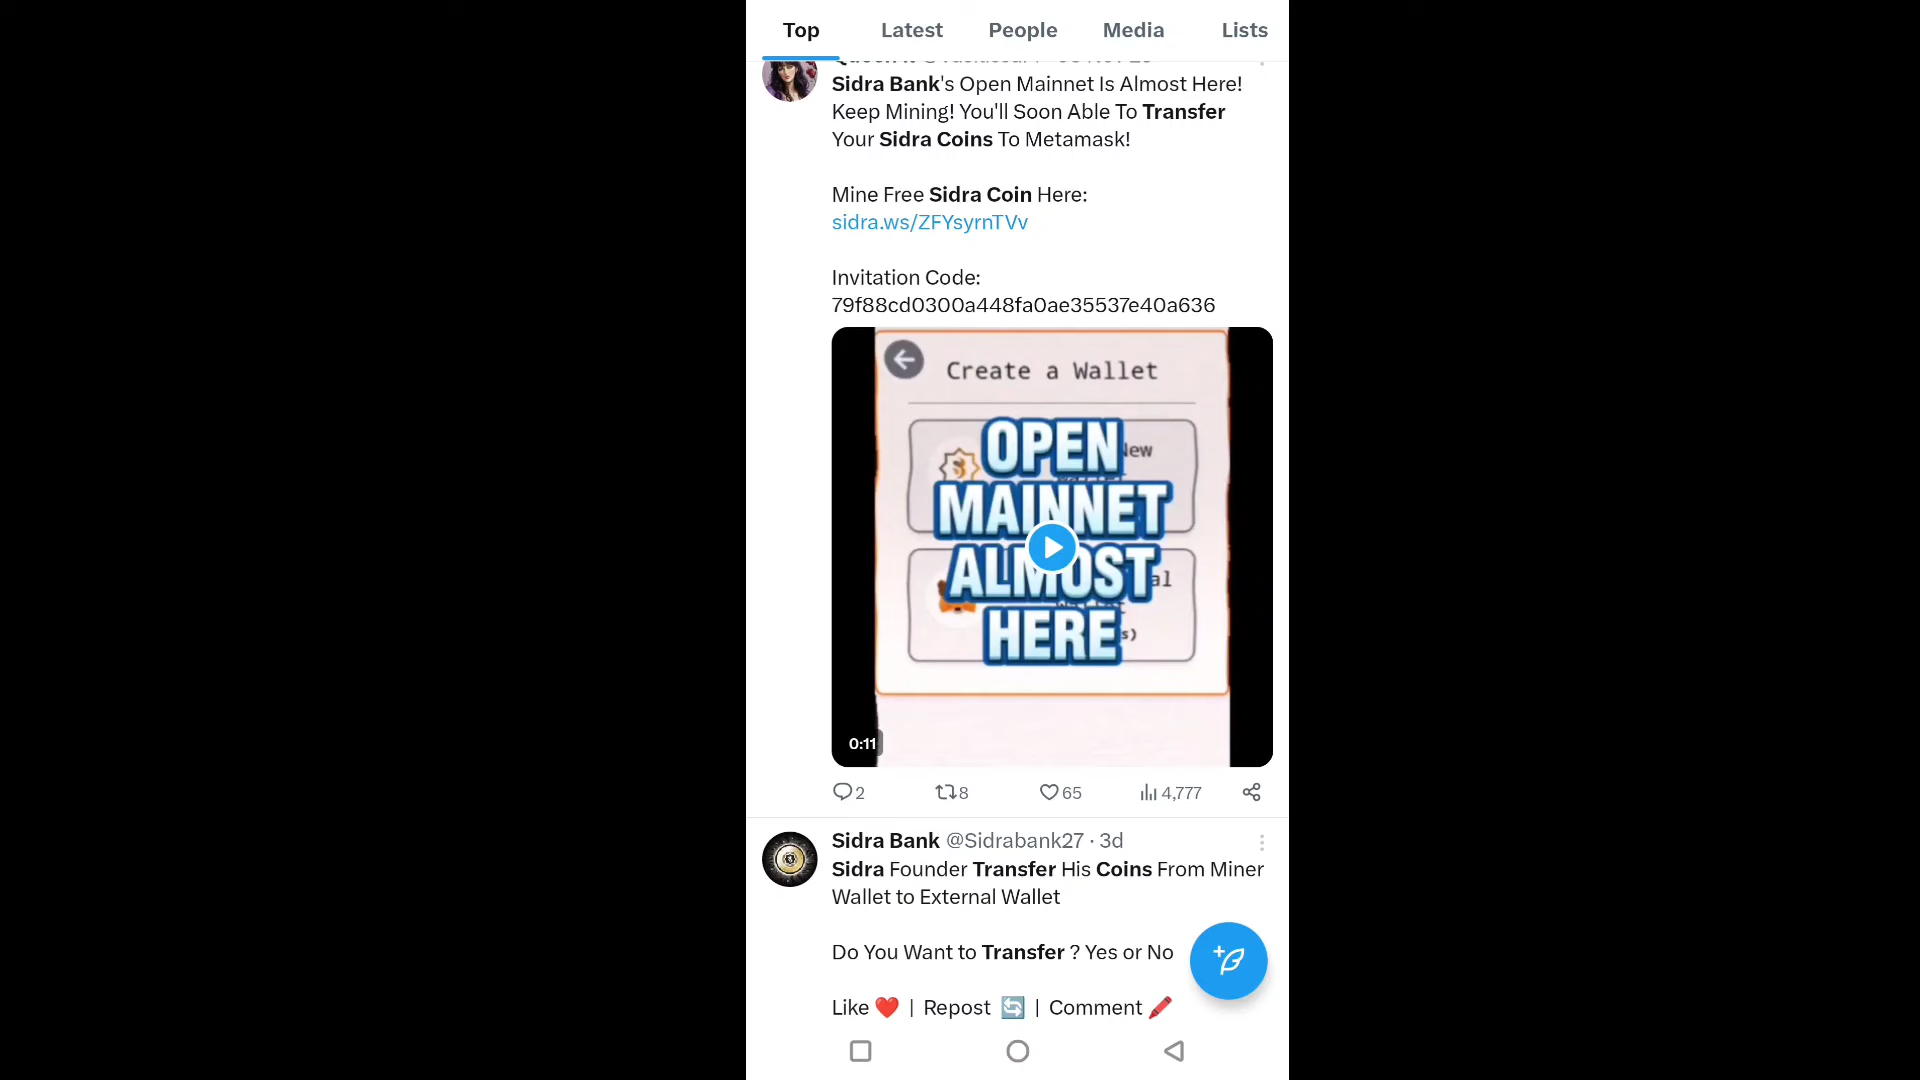 Top Latest People Media Lists
Sidra Bank's Open Mainnet Is Almost Here!
Keep Mining! You'll Soon Able To Transfer
Your Sidra Coins To Metamask!
Mine Free Sidra Coin Here:
sidra.ws/ZFYsyrnTVv
Invitation Code:
79f88cd0300a448fa0ae35537e40a636
Create a Wallet
OPEN
MAINNET
ALMOST
HERE
0:11
2 8 65 4,777
Sidra Bank @Sidrabank27 · 3d
Sidra Founder Transfer His Coins From Miner
Wallet to External Wallet
Do You Want to Transfer ? Yes or No
Like ❤️ | Repost 🔄 | Comment 🖍️